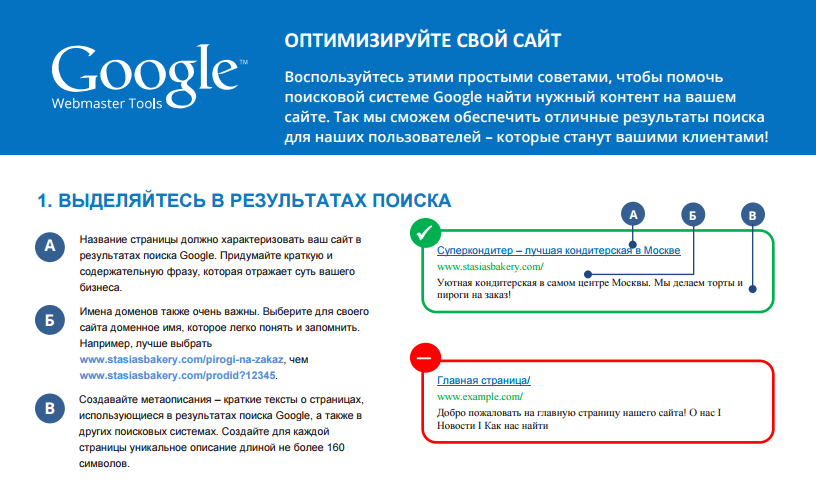 Google™
Webmaster Tools
ОПТИМИЗИРУЙТЕ СВОЙ САЙТ
Воспользуйтесь этими простыми советами, чтобы помочь
поисковой системе Google найти нужный контент на вашем
сайте. Так мы сможем обеспечить отличные результаты поиска
для наших пользователей – которые станут вашими клиентами!
1. ВЫДЕЛЯЙТЕСЬ В РЕЗУЛЬТАТАХ ПОИСКА
А
Название страницы должно характеризовать ваш сайт в
результатах поиска Google. Придумайте краткую и
содержательную фразу, которая отражает суть вашего
бизнеса.
Б
Имена доменов также очень важны. Выберите для своего
сайта доменное имя, которое легко понять и запомнить.
Например, лучше выбрать
www.stasiasbakery.com/pirogi-na-zakaz, чем
www.stasiasbakery.com/prodid?12345.
В
Создавайте метаописания – краткие тексты о страницах,
использующиеся в результатах поиска Google, а также в
других поисковых системах. Создайте для каждой
страницы уникальное описание длиной не более 160
символов.
А Б В
Суперкондитер – лучшая кондитерская в Москве
www.stasiasbakery.com/
Уютная кондитерская в самом центре Москвы. Мы делаем торты и
пироги на заказ!
Главная страница/
www.example.com/
Добро пожаловать на главную страницу нашего сайта! О нас I
Новости I Как нас найти